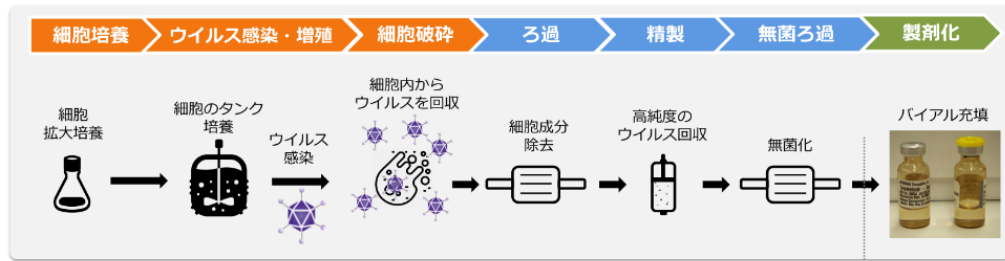 細胞培養
ウイルス感染・増殖
細胞破砕
ろ過
精製
無菌ろ過
製剤化
細胞
拡大培養
細胞のタンク
培養
ウイルス
感染
細胞内から
ウイルスを回収
細胞成分
除去
高純度の
ウイルス回収
無菌化
バイアル充填